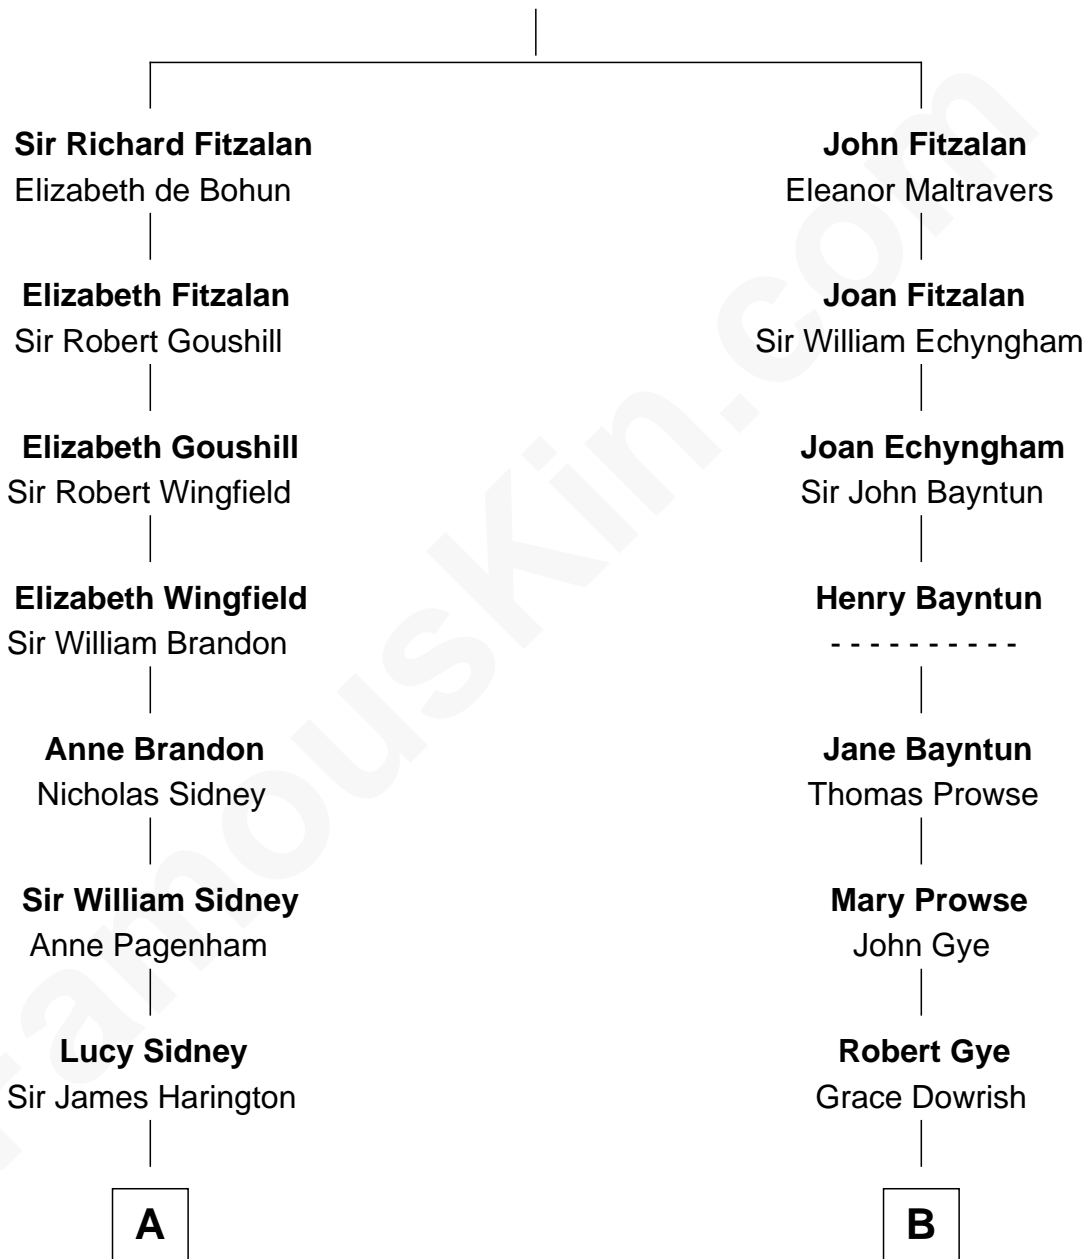 Sir Richard Fitzalan
Elizabeth de Bohun
Elizabeth Fitzalan
Sir Robert Goushill
Elizabeth Goushill
Sir Robert Wingfield
Elizabeth Wingfield
Sir William Brandon
Anne Brandon
Nicholas Sidney
Sir William Sidney
Anne Pagenham
Lucy Sidney
Sir James Harington
A
John Fitzalan
Eleanor Maltravers
Joan Fitzalan
Sir William Echyngham
Joan Echyngham
Sir John Bayntun
Henry Bayntun
- - - - - - - - - -
Jane Bayntun
Thomas Prowse
Mary Prowse
John Gye
Robert Gye
Grace Dowrish
B
FamousKin.com